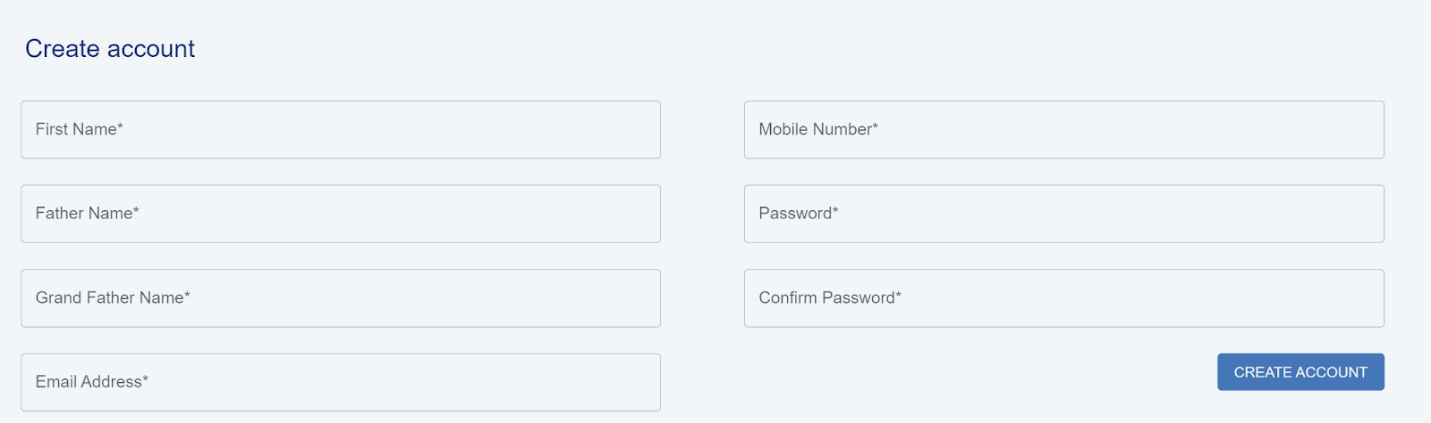 Create account
First Name*
Father Name*
Grand Father Name*
Email Address*
Mobile Number*
Password*
Confirm Password*
CREATE ACCOUNT